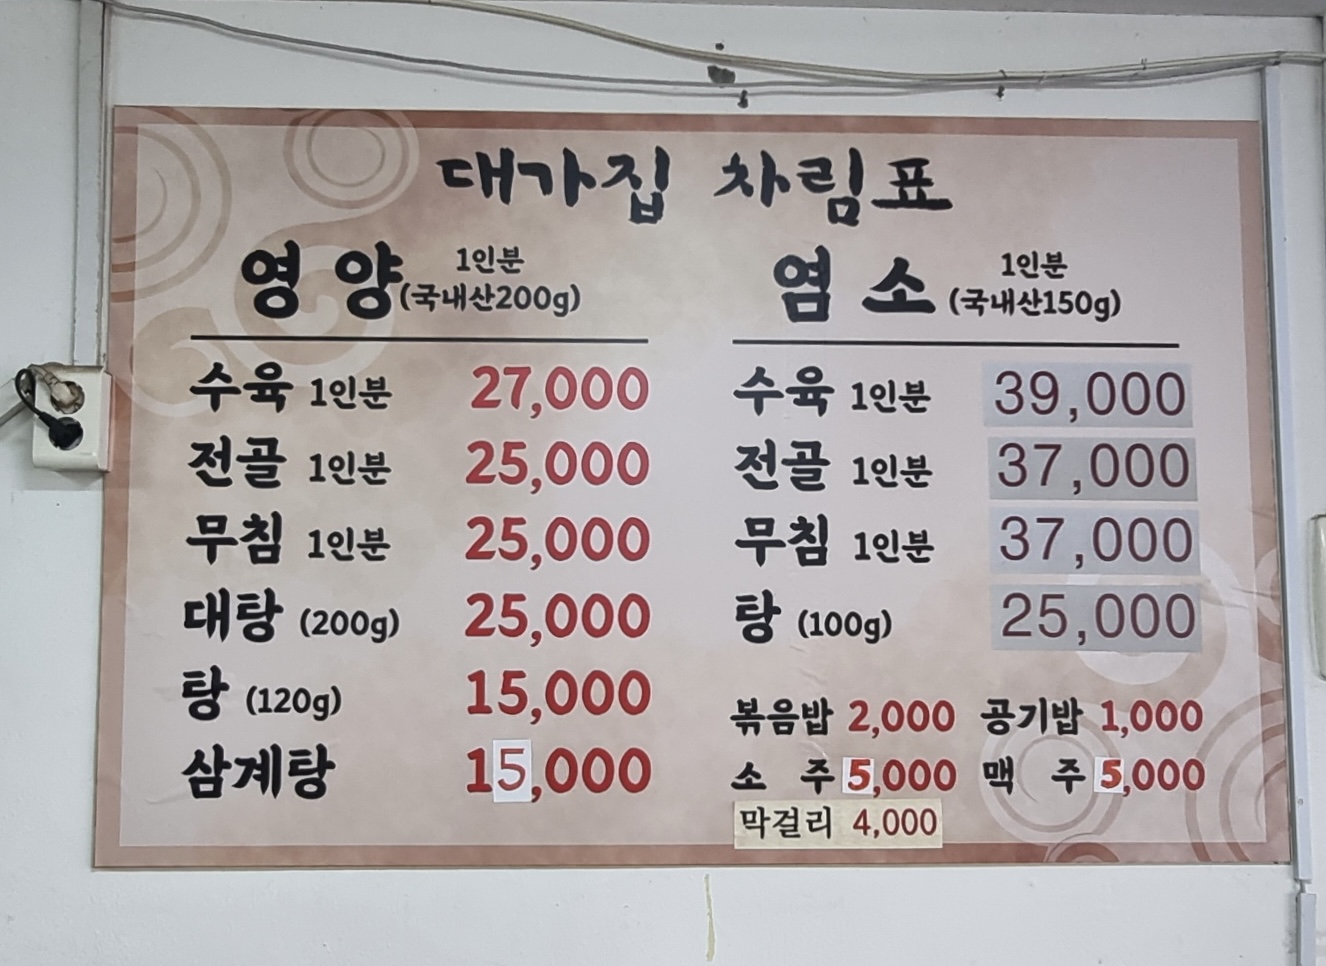 대가집 차림표
영양 1인분
(국내산200g)
수육 1인분 27,000
전골 1인분 25,000
무침 1인분 25,000
대탕 (200g) 25,000
탕 (120g) 15,000
삼계탕 15,000
염소 1인분
(국내산150g)
수육 1인분 39,000
전골 1인분 37,000
무침 1인분 37,000
탕 (100g) 25,000
볶음밥 2,000 공기밥 1,000
소 주 5,000 맥 주 5,000
막걸리 4,000